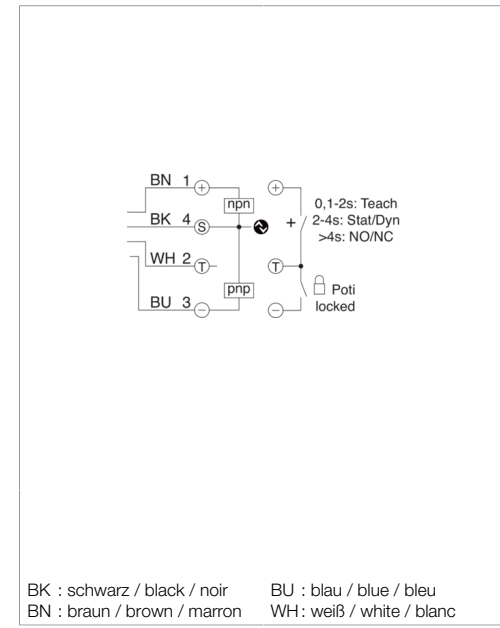 BN 1 +
npn
+
0,1-2s: Teach
BK 4 S
+
2-4s: Stat/Dyn
>4s: NO/NC
WH 2 T
T
pnp
Poti
locked
BU 3 −
−
BK : schwarz / black / noir
BU : blau / blue / bleu
BN : braun / brown / marron
WH : weiß / white / blanc